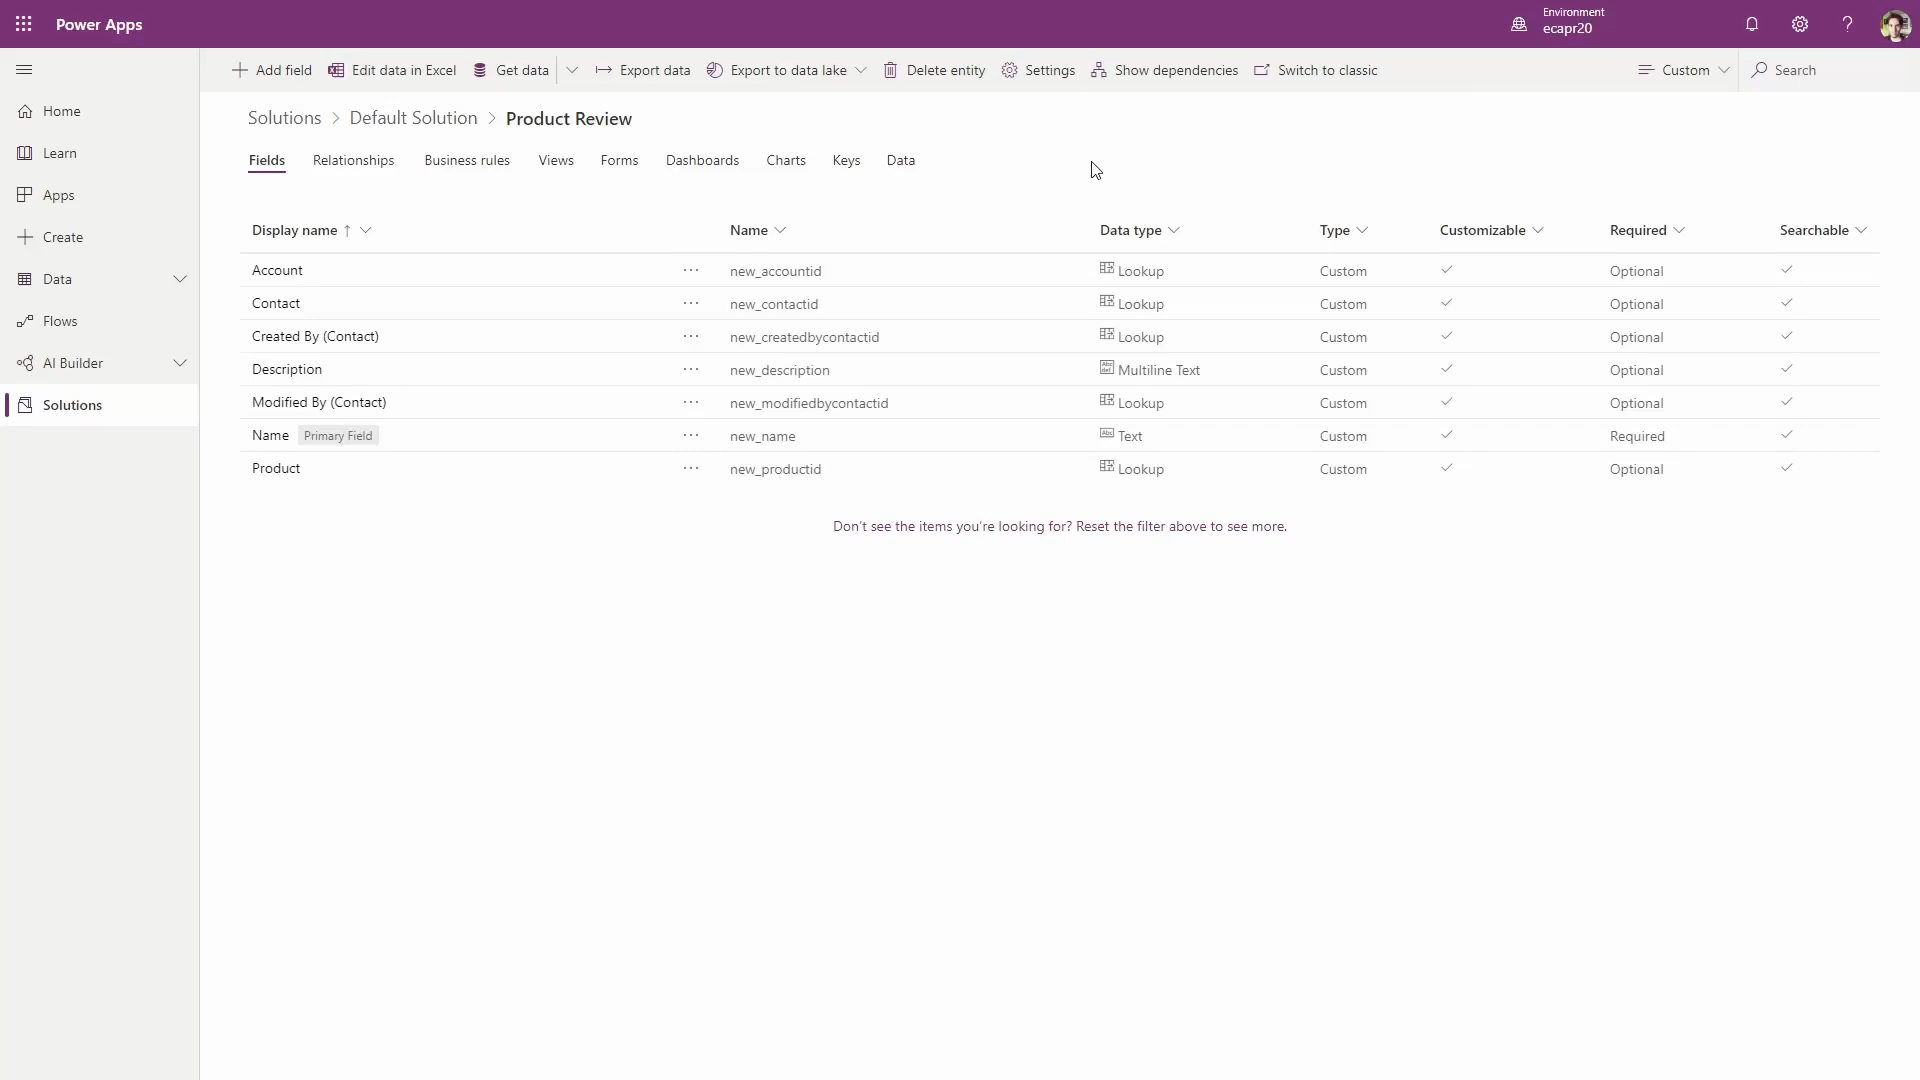 Power Apps
Environment
ecapr20
Add field
Edit data in Excel
Get data
Export data
Export to data lake
Delete entity
Settings
Show dependencies
Switch to classic
Custom
Search
Home
Learn
Apps
Create
Data
Flows
AI Builder
Solutions
Solutions > Default Solution > Product Review
Fields Relationships Business rules Views Forms Dashboards Charts Keys Data
Display name ↑ Name Data type Type Customizable Required Searchable
Account ··· new_accountid Lookup Custom Optional
Contact ··· new_contactid Lookup Custom Optional
Created By (Contact) ··· new_createdbycontactid Lookup Custom Optional
Description ··· new_description Multiline Text Custom Optional
Modified By (Contact) ··· new_modifiedbycontactid Lookup Custom Optional
Name Primary Field ··· new_name Text Custom Required
Product ··· new_productid Lookup Custom Optional
Don't see the items you're looking for? Reset the filter above to see more.